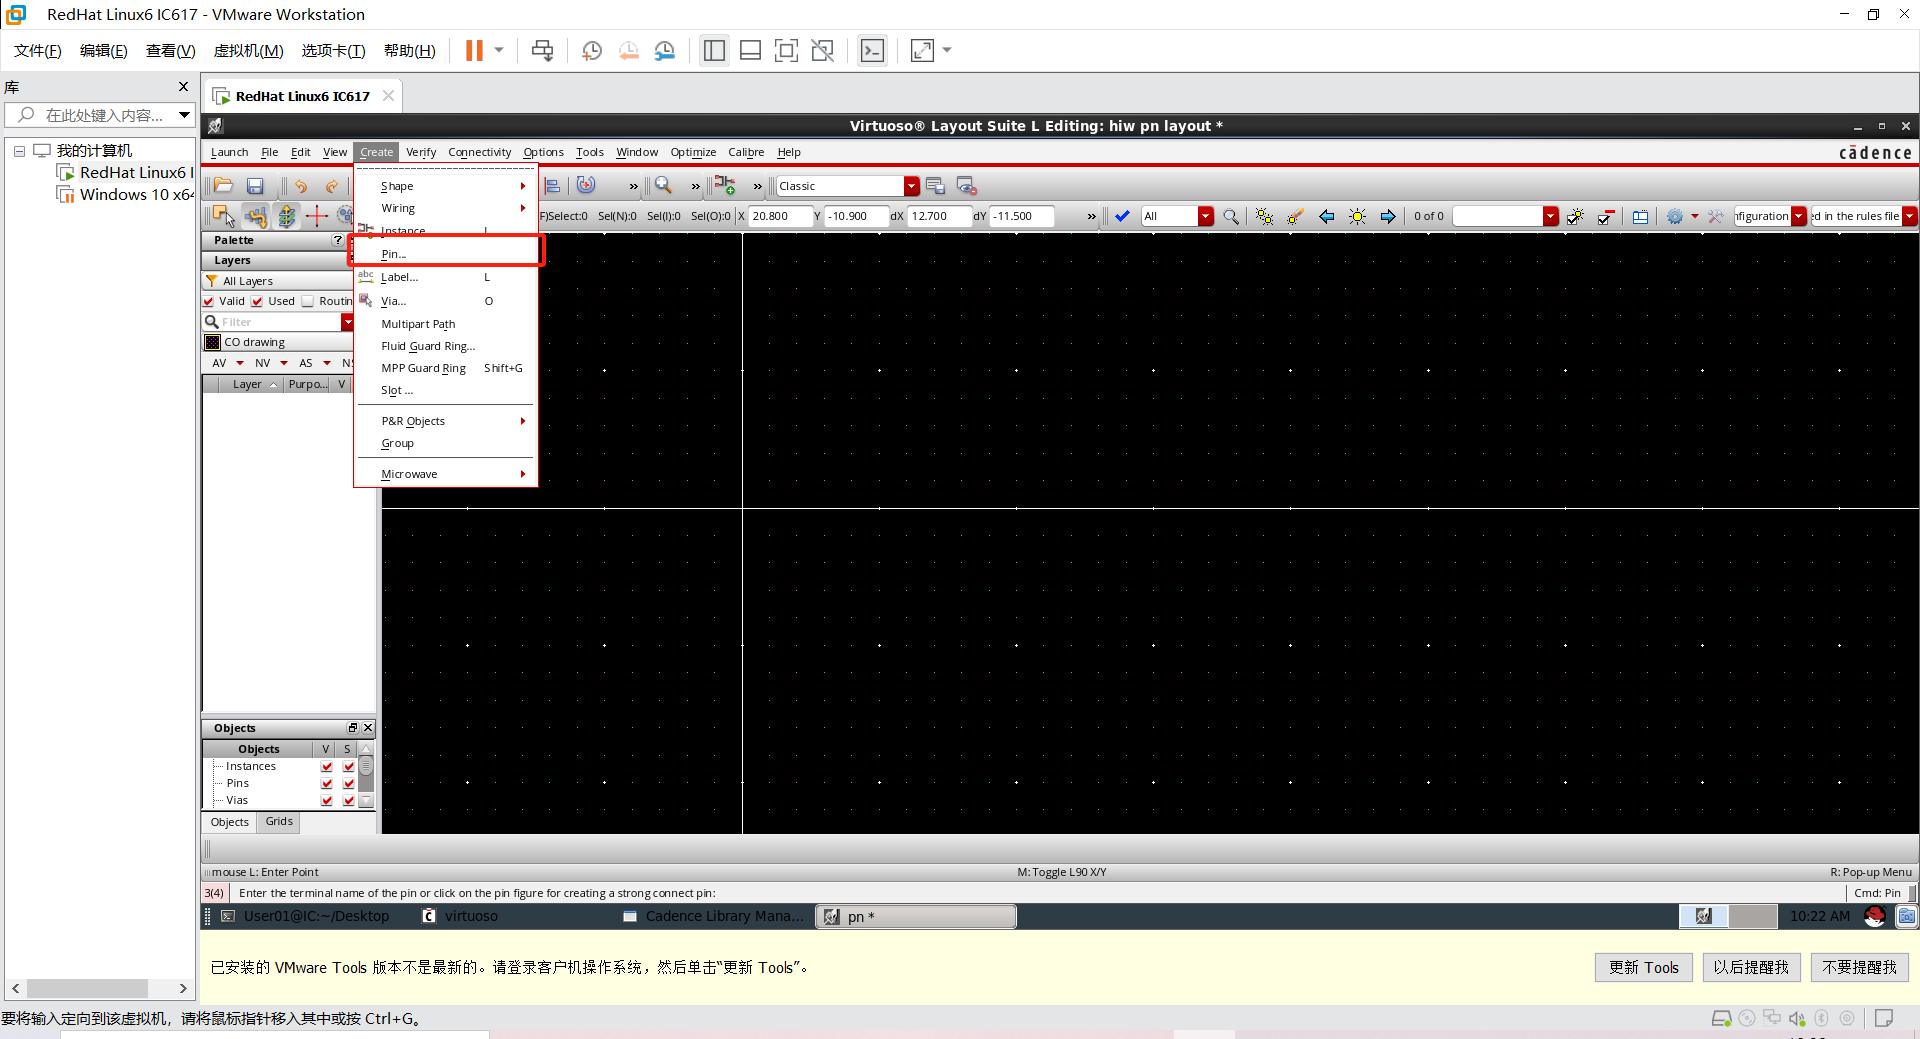 RedHat Linux6 IC617 - VMware Workstation
文件(F) 编辑(E) 查看(V) 虚拟机(M) 选项卡(T) 帮助(H)
库
在此处键入内容...
我的计算机
RedHat Linux6 I
Windows 10 x64
RedHat Linux6 IC617
Virtuoso® Layout Suite L Editing: hiw pn layout *
Launch File Edit View Create Verify Connectivity Options Tools Window Optimize Calibre Help
cādence
Classic
F)Select:0 Sel(N):0 Sel(I):0 Sel(O):0 X 20.800 Y -10.900 dX 12.700 dY -11.500
All
0 of 0
nfiguration
ed in the rules file
Shape
Wiring
Instance
Pin...
Label... L
Via... O
Multipart Path
Fluid Guard Ring...
MPP Guard Ring Shift+G
Slot ...
P&R Objects
Group
Microwave
abc
Palette
Layers
All Layers
Valid Used Routin
Filter
CO drawing
AV NV AS NS
Layer Purpo... V
Objects
Objects V S
Instances
Pins
Vias
Objects Grids
mouse L: Enter Point M: Toggle L90 X/Y R: Pop-up Menu
3(4) Enter the terminal name of the pin or click on the pin figure for creating a strong connect pin: Cmd: Pin
User01@IC:~/Desktop virtuoso Cadence Library Mana... pn * 10:22 AM
已安装的 VMware Tools 版本不是最新的。请登录客户机操作系统，然后单击“更新 Tools”。
更新 Tools 以后提醒我 不要提醒我
要将输入定向到该虚拟机，请将鼠标指针移入其中或按 Ctrl+G。